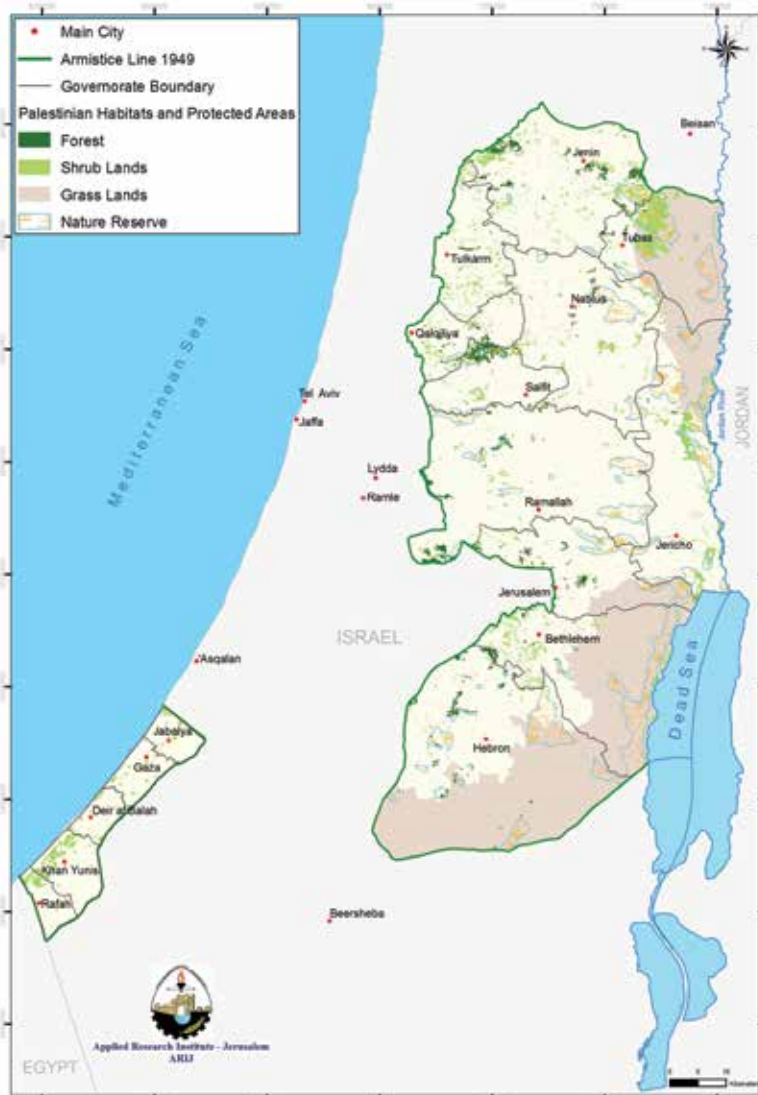 Main City
Armistice Line 1949
Governorate Boundary
Palestinian Habitats and Protected Areas
Forest
Shrub Lands
Grass Lands
Nature Reserve
Beisan
Jenin
Tubas
Tulkarm
Nablus
Qalqiliya
Salfit
Tel Aviv
Jaffa
Mediterranean Sea
Jordan River
JORDAN
Lydda
Ramle
Ramallah
Jericho
Jerusalem
ISRAEL
Bethlehem
'Asqalan
Dead Sea
Jabalya
Hebron
Gaza
Deir al Balah
Khan Yunis
Rafah
Beersheba
Applied Research Institute - Jerusalem
ARIJ
EGYPT
Kilometers